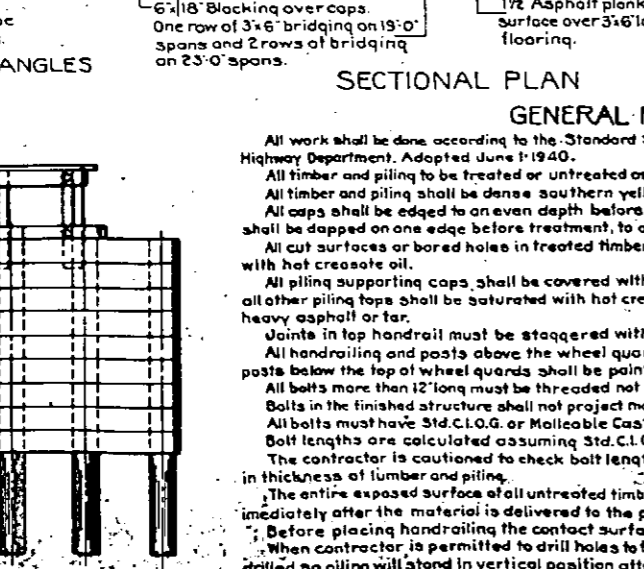 6"x18" Blocking over caps.
One row of 3"x6" bridging on 19'-0"
spans and 2 rows of bridging
on 23'-0" spans.
ANGLES
1½ Asphalt plank
surface over 3"x6"
flooring.
SECTIONAL PLAN
GENERAL
All work shall be done according to the Standard
Highway Department. Adopted June 1-1940.
All timber and piling to be treated or untreated
All timber and piling shall be dense southern
All caps shall be edged to an even depth before
shall be dapped on one edge before treatment, to
All cut surfaces or bored holes in treated timber
with hot creosote oil.
All piling supporting caps shall be covered with
all other piling tops shall be saturated with hot
heavy asphalt or tar.
Joints in top handrail must be staggered with
All handrailing and posts above the wheel
posts below the top of wheel guards shall be
All bolts more than 12" long must be threaded not
Bolts in the finished structure shall not project
All bolts must have Std.C.I.O.G. or Malleable
Bolt lengths are calculated assuming Std.C.I.
The contractor is cautioned to check bolt
in thickness of lumber and piling.
The entire exposed surface of all untreated
imediately after the material is delivered to the
Before placing handrailing the contact
When contractor is permitted to drill holes to
drilled so piling will stand in vertical position